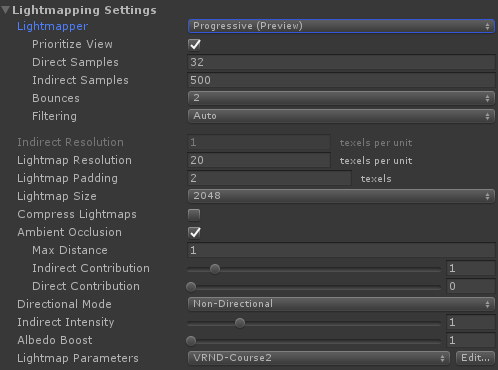 Lightmapping Settings
Lightmapper Progressive (Preview)
Prioritize View
Direct Samples 32
Indirect Samples 500
Bounces 2
Filtering Auto
Indirect Resolution 1 texels per unit
Lightmap Resolution 20 texels per unit
Lightmap Padding 2 texels
Lightmap Size 2048
Compress Lightmaps
Ambient Occlusion
Max Distance 1
Indirect Contribution 1
Direct Contribution 0
Directional Mode Non-Directional
Indirect Intensity 1
Albedo Boost 1
Lightmap Parameters VRND-Course2 Edit...